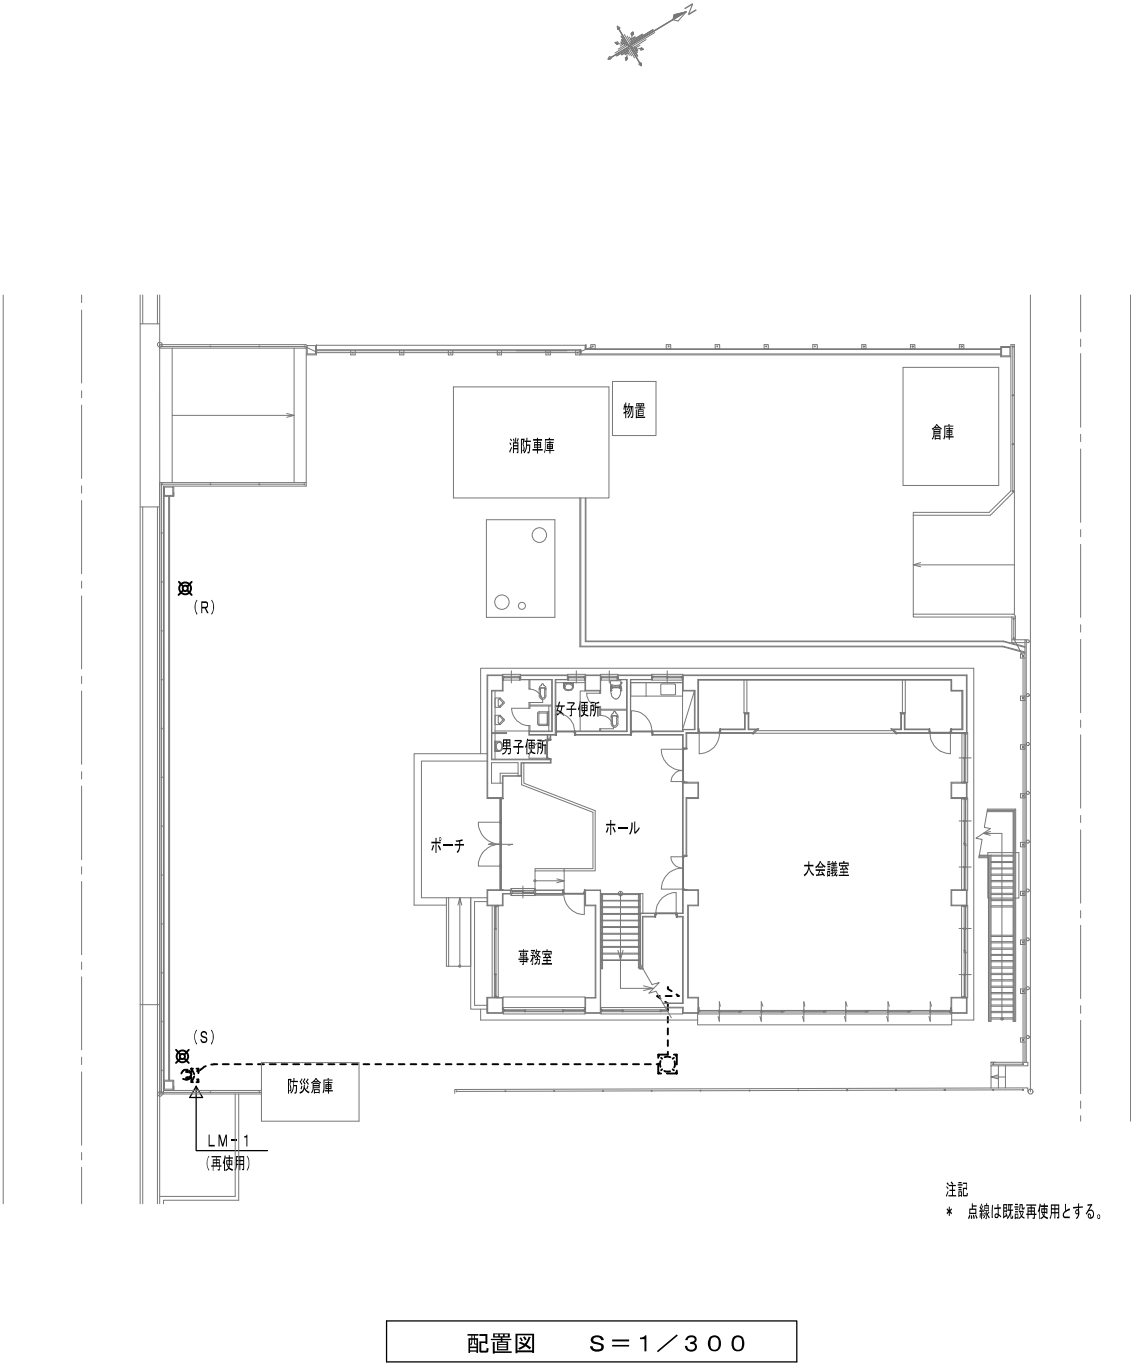 N
物置
倉庫
消防車庫
(R)
女子便所
男子便所
ホール
ポーチ
大会議室
事務室
(S)
防災倉庫
LM-1
(再使用)
注記
* 点線は既設再使用とする。
配置図 S=1/300